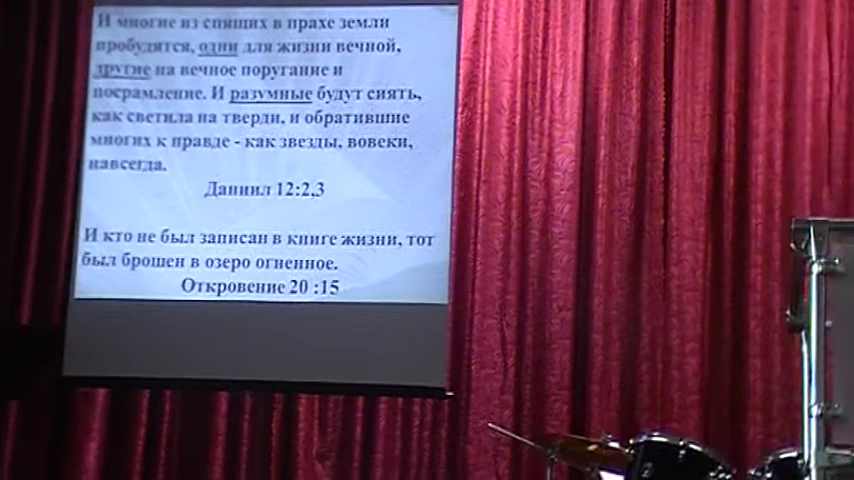 И многие из спящих в прахе земли
пробудятся, одни для жизни вечной,
другие на вечное поругание и
посрамление. И разумные будут сиять,
как светила на тверди, и обратившие
многих к правде - как звезды, вовеки,
навсегда.
Даниил 12:2,3
И кто не был записан в книге жизни, тот
был брошен в озеро огненное.
Откровение 20 :15